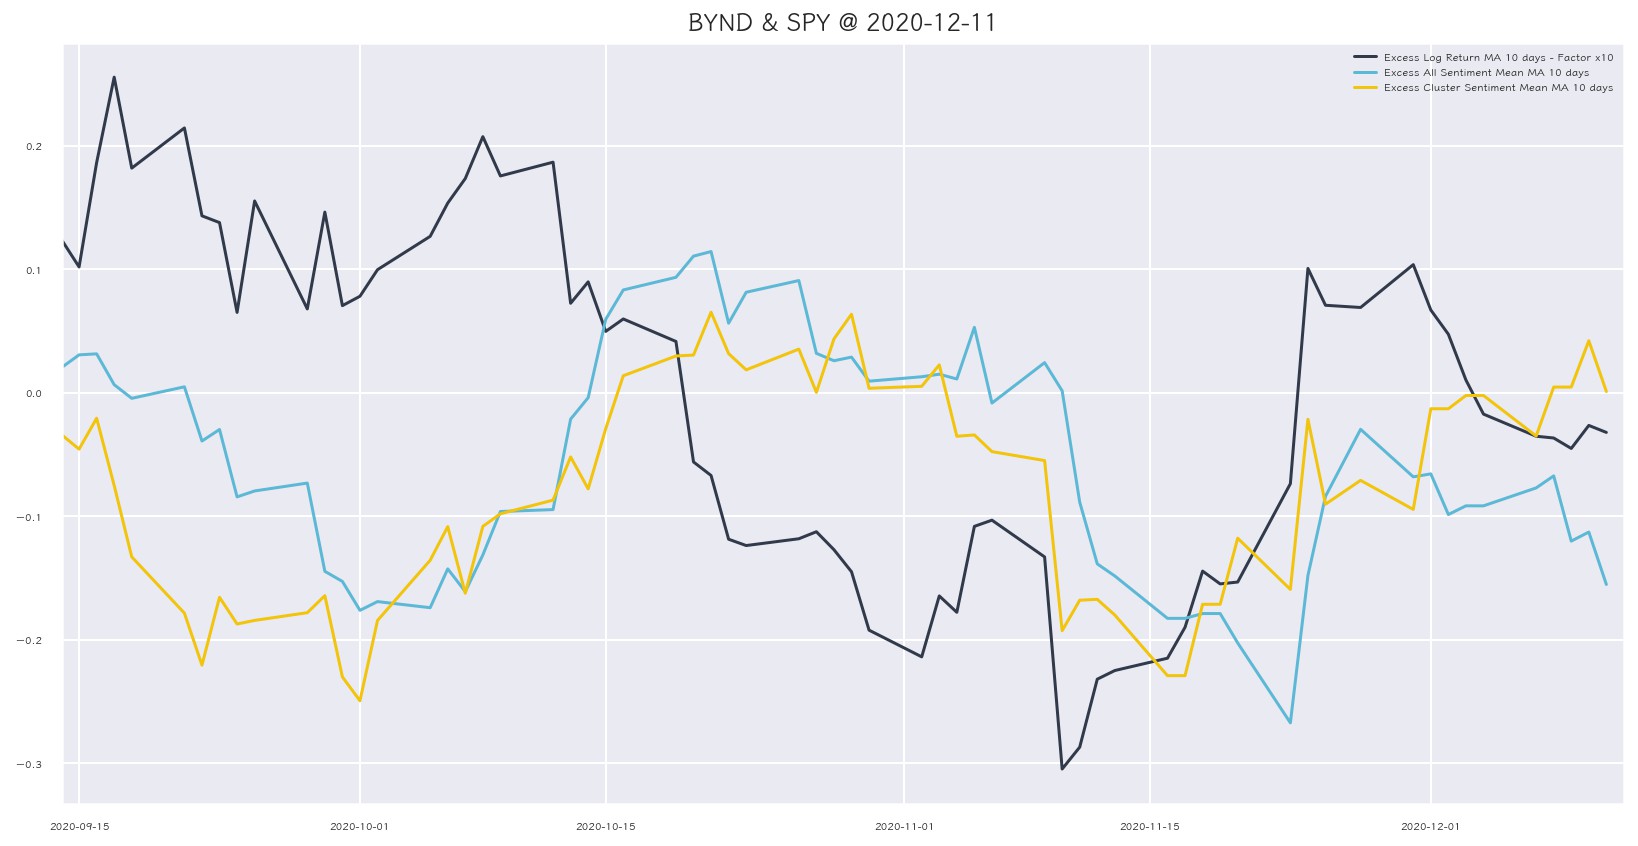 BYND & SPY @ 2020-12-11
Excess Log Return MA 10 days - Factor x10
Excess All Sentiment Mean MA 10 days
Excess Cluster Sentiment Mean MA 10 days
0.2
0.1
0.0
−0.1
−0.2
−0.3
2020-09-15 2020-10-01 2020-10-15 2020-11-01 2020-11-15 2020-12-01